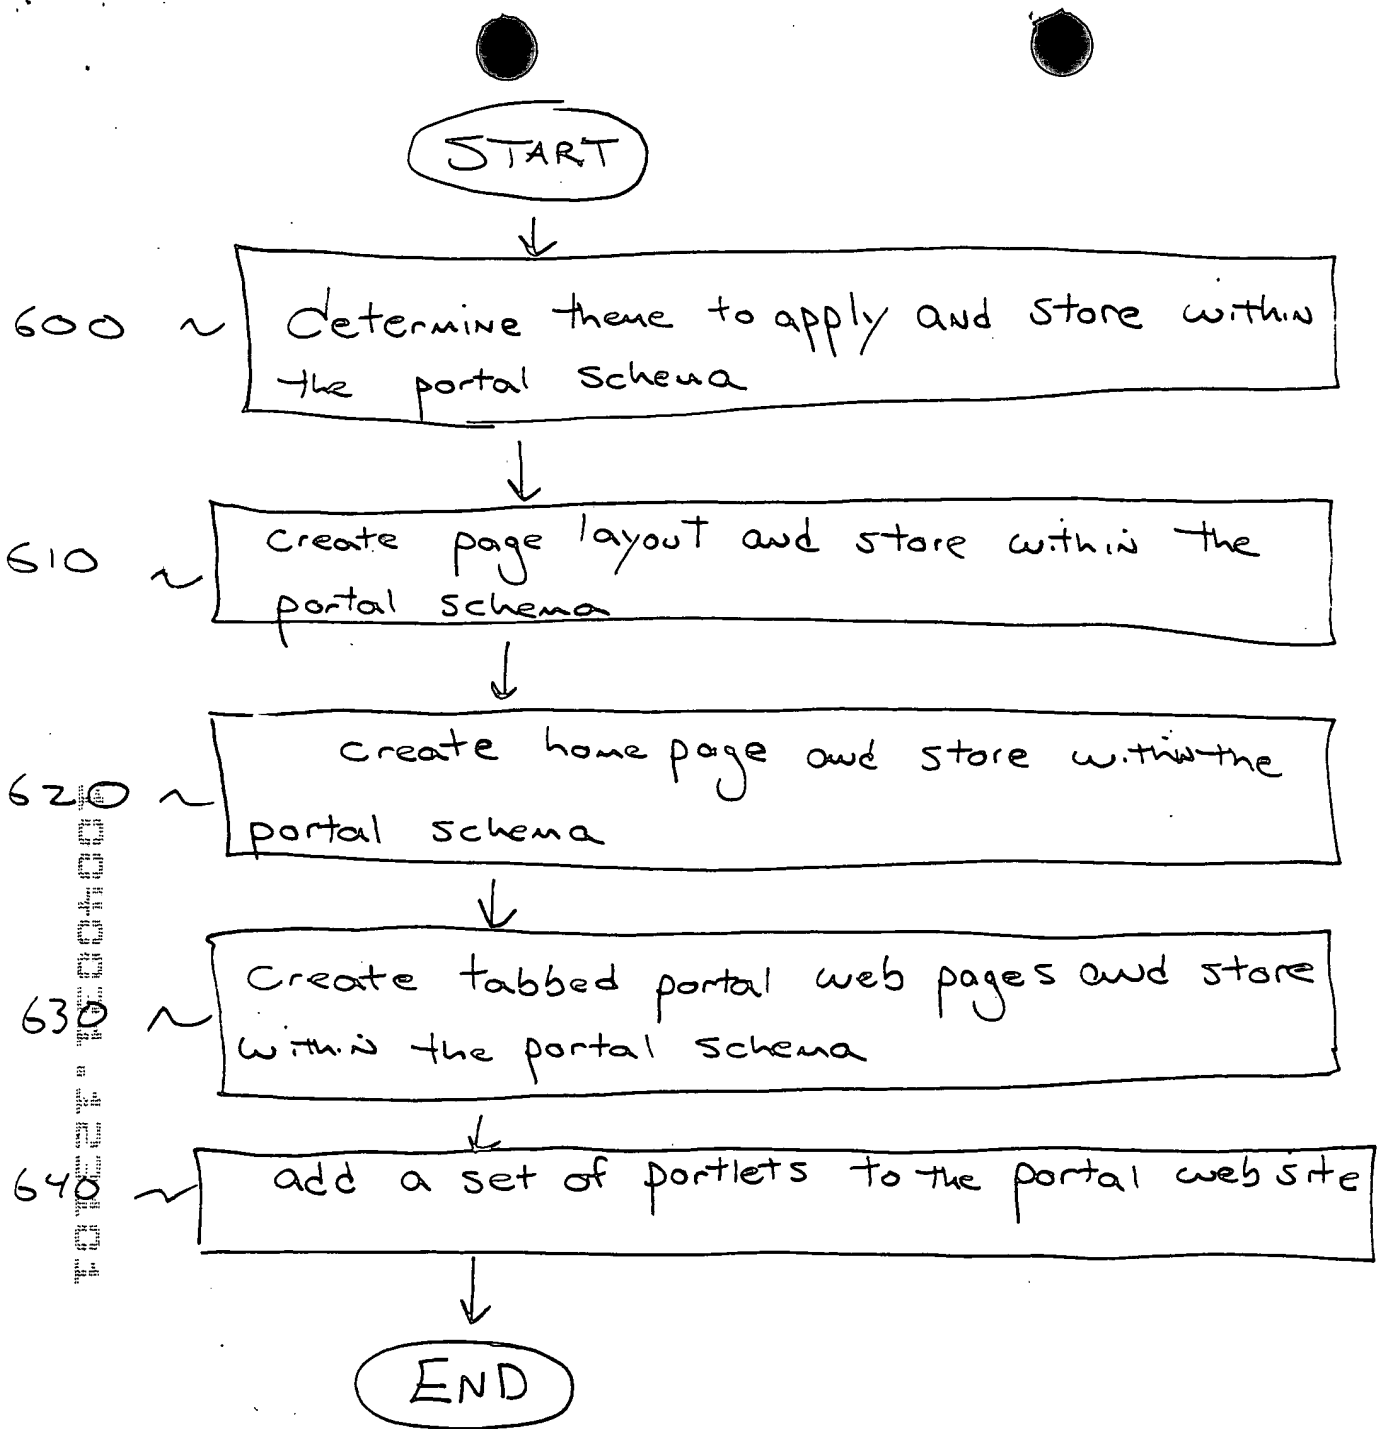 START
600 ~ determine theme to apply and store within
the portal schema
610 ~ create page layout and store within the
portal schema
620 ~ create home page and store within the
portal schema
630 ~ Create tabbed portal web pages and store
within the portal schema
640 ~ add a set of portlets to the portal web site
END